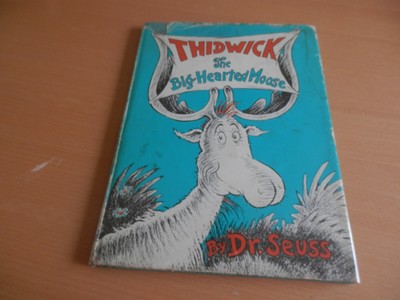 THIDWICK
The
Big-Hearted Moose
By Dr. Seuss